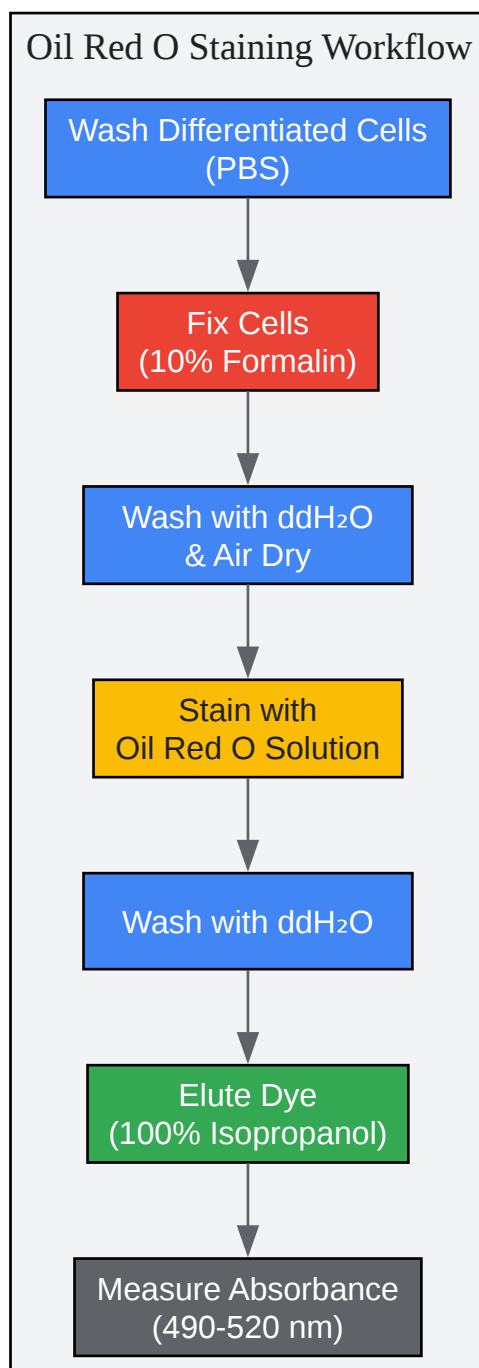 Oil Red O Staining Workflow
Wash Differentiated Cells
(PBS)
Fix Cells
(10% Formalin)
Wash with ddH₂O
& Air Dry
Stain with
Oil Red O Solution
Wash with ddH₂O
Elute Dye
(100% Isopropanol)
Measure Absorbance
(490-520 nm)